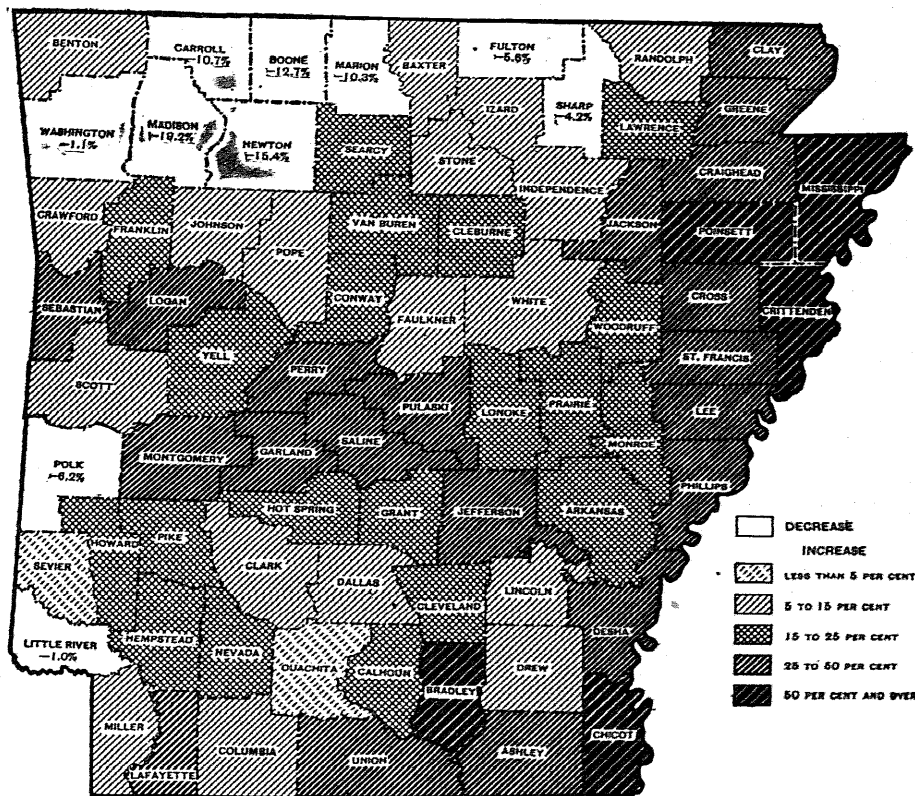 BENTON
CARROLL
-10.7%
BOONE
-12.7%
MARION
-10.3%
BAXTER
FULTON
-5.6%
RANDOLPH
CLAY
IZARD
SHARP
-4.2%
GREENE
LAWRENCE
WASHINGTON
-1.1%
MADISON
-19.2%
NEWTON
-15.4%
SEARCY
STONE
INDEPENDENCE
CRAIGHEAD
MISSISSIPPI
CRAWFORD
FRANKLIN
JOHNSON
POPE
VAN BUREN
CLEBURNE
JACKSON
POINSETT
SEBASTIAN
LOGAN
CONWAY
FAULKNER
WHITE
WOODRUFF
CROSS
CRITTENDEN
YELL
PERRY
ST. FRANCIS
SCOTT
PULASKI
LONOKE
PRAIRIE
LEE
MONROE
POLK
-6.2%
MONTGOMERY
GARLAND
SALINE
PHILLIPS
HOT SPRING
GRANT
JEFFERSON
ARKANSAS
HOWARD
PIKE
SEVIER
CLARK
DALLAS
CLEVELAND
LINCOLN
DESHA
LITTLE RIVER
-1.0%
HEMPSTEAD
NEVADA
OUACHITA
CALHOUN
BRADLEY
DREW
MILLER
LAFAYETTE
COLUMBIA
UNION
ASHLEY
CHICOT
DECREASE
INCREASE
LESS THAN 5 PER CENT
5 TO 15 PER CENT
15 TO 25 PER CENT
25 TO 50 PER CENT
50 PER CENT AND OVER